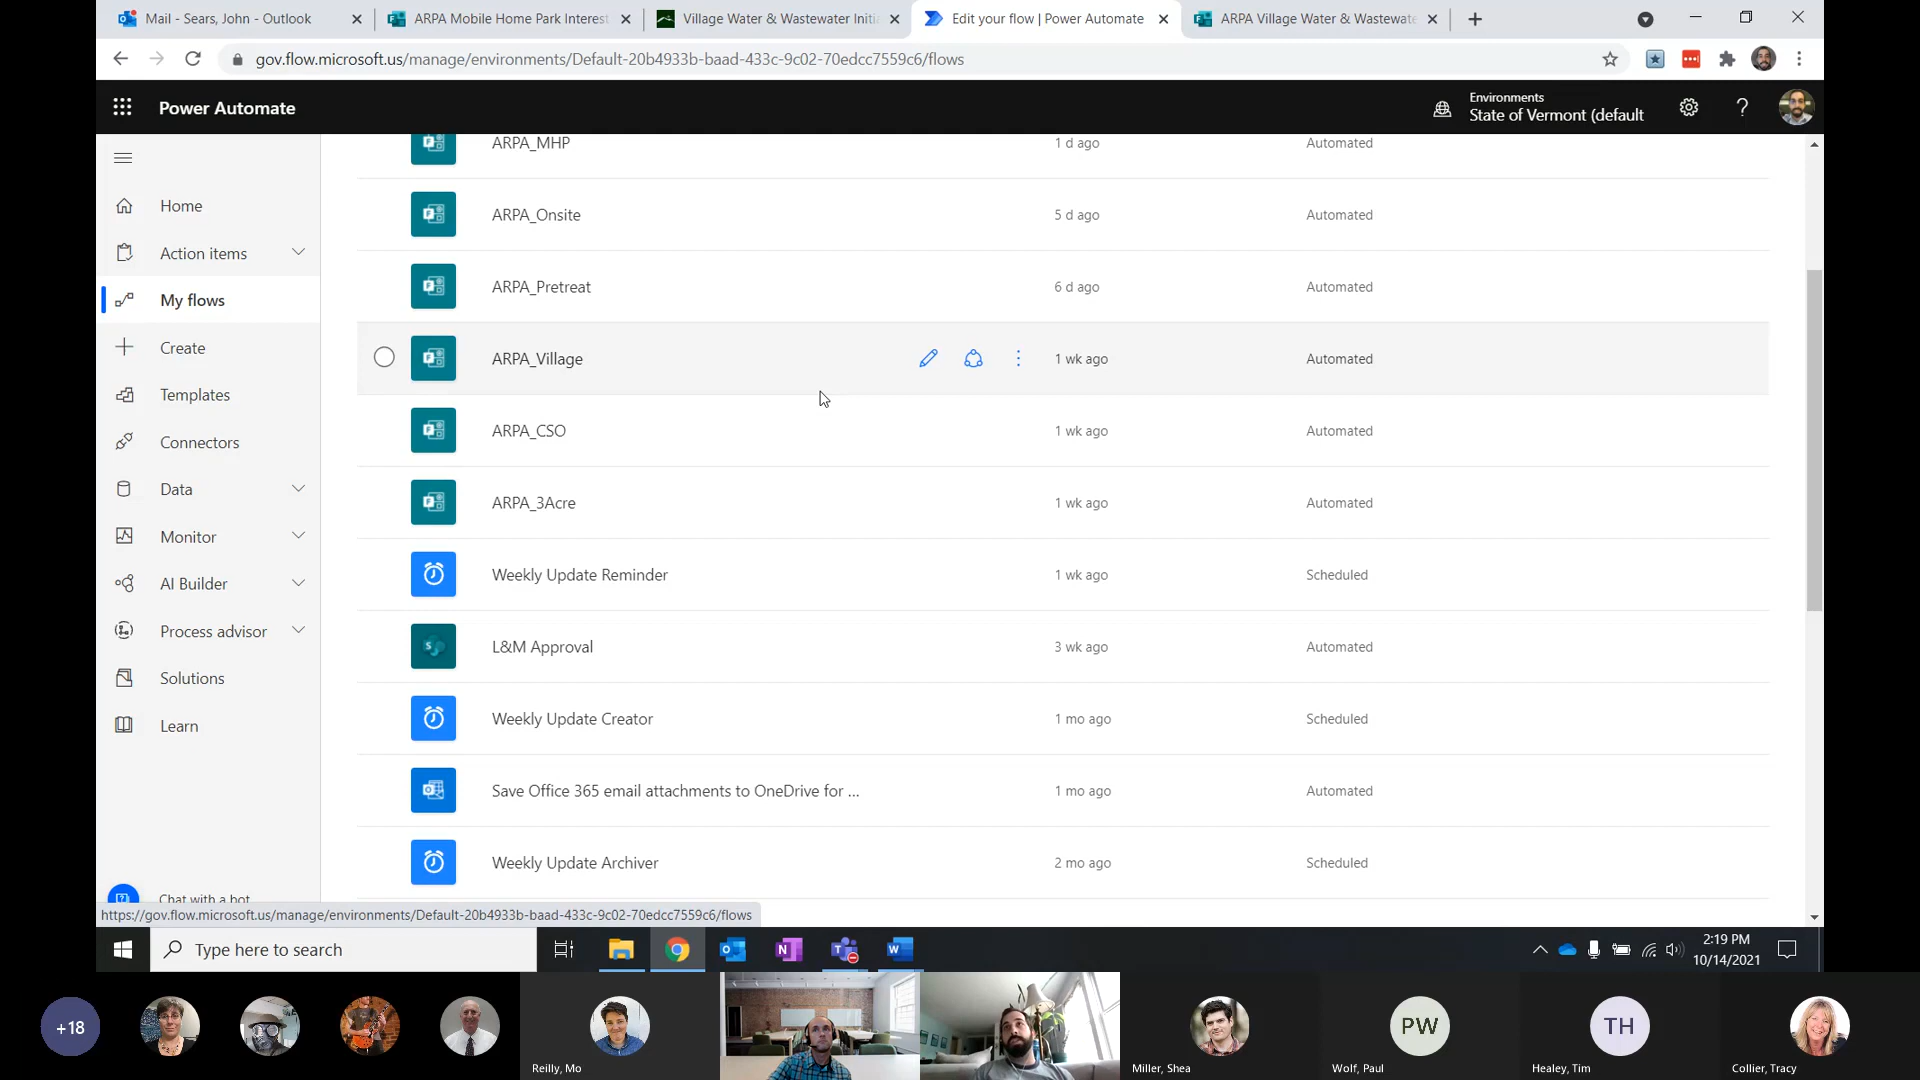 Mail - Sears, John - Outlook
ARPA Mobile Home Park Interest
Village Water & Wastewater Initi
Edit your flow | Power Automate
ARPA Village Water & Wastewate
gov.flow.microsoft.us/manage/environments/Default-20b4933b-baad-433c-9c02-70edcc7559c6/flows
Power Automate
Environments
State of Vermont (default
Home
Action items
My flows
Create
Templates
Connectors
Data
Monitor
AI Builder
Process advisor
Solutions
Learn
Chat with a bot
ARPA_MHP 1 d ago Automated
ARPA_Onsite 5 d ago Automated
ARPA_Pretreat 6 d ago Automated
ARPA_Village 1 wk ago Automated
ARPA_CSO 1 wk ago Automated
ARPA_3Acre 1 wk ago Automated
Weekly Update Reminder 1 wk ago Scheduled
L&M Approval 3 wk ago Automated
Weekly Update Creator 1 mo ago Scheduled
Save Office 365 email attachments to OneDrive for ... 1 mo ago Automated
Weekly Update Archiver 2 mo ago Scheduled
https://gov.flow.microsoft.us/manage/environments/Default-20b4933b-baad-433c-9c02-70edcc7559c6/flows
Type here to search
2:19 PM
10/14/2021
+18
Reilly, Mo
Miller, Shea
PW
Wolf, Paul
TH
Healey, Tim
Collier, Tracy